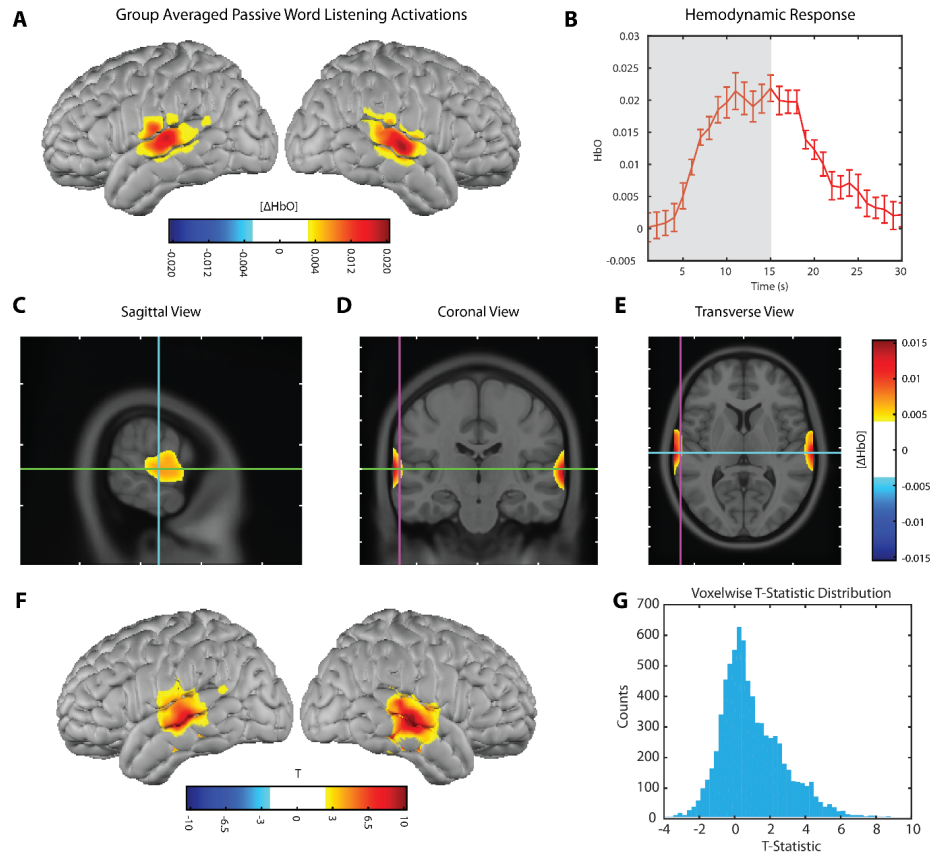 A
Group Averaged Passive Word Listening Activations
[ΔHbO]
-0.020
-0.012
-0.004
0
0.004
0.012
0.020
B
Hemodynamic Response
HbO
0.03
0.025
0.02
0.015
0.01
0.005
0
-0.005
5
10
15
20
25
30
Time (s)
C
Sagittal View
D
Coronal View
E
Transverse View
[ΔHbO]
0.015
0.01
0.005
0
-0.005
-0.01
-0.015
F
T
-10
-6.5
-3
0
3
6.5
10
G
Voxelwise T-Statistic Distribution
Counts
700
600
500
400
300
200
100
0
-4
-2
0
2
4
6
8
10
T-Statistic